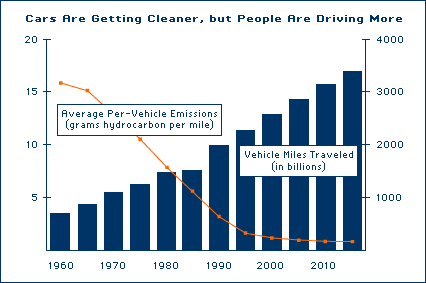 Cars Are Getting Cleaner, but People Are Driving More
20
15
10
5
4000
3000
2000
1000
Average Per-Vehicle Emissions
(grams hydrocarbon per mile)
Vehicle Miles Traveled
(in billions)
1960 1970 1980 1990 2000 2010